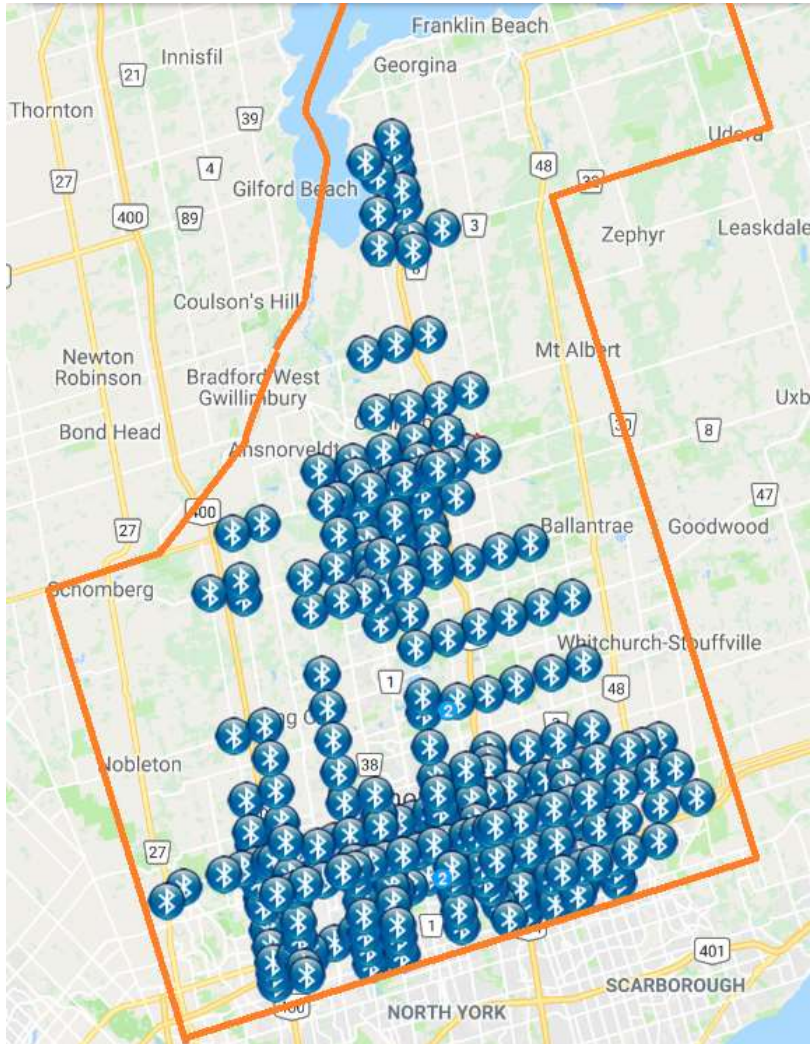 Franklin Beach
Innisfil
Georgina
21
Thornton
39
Udora
48
4
27
Gilford Beach
400
89
3
Zephyr
Leaskdale
Coulson's Hill
Mt Albert
Newton
Robinson
Bradford West
Gwillimbury
Uxb
Bond Head
8
Ansnorveldt
47
400
27
Ballantrae
Goodwood
Schomberg
Whitchurch-Stouffville
1
48
2
Nobleton
38
27
2
1
401
SCARBOROUGH
400
NORTH YORK